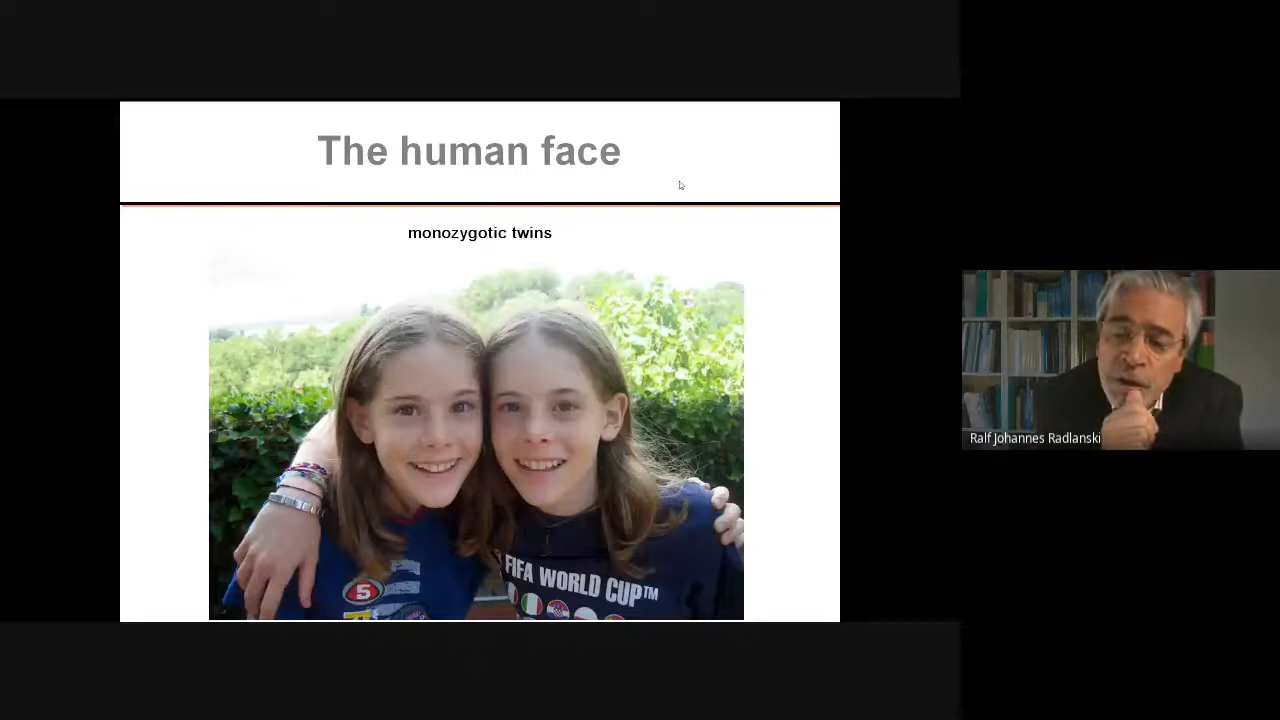 The human face
monozygotic twins
5
FIFA WORLD CUP™
Ralf Johannes Radlanski